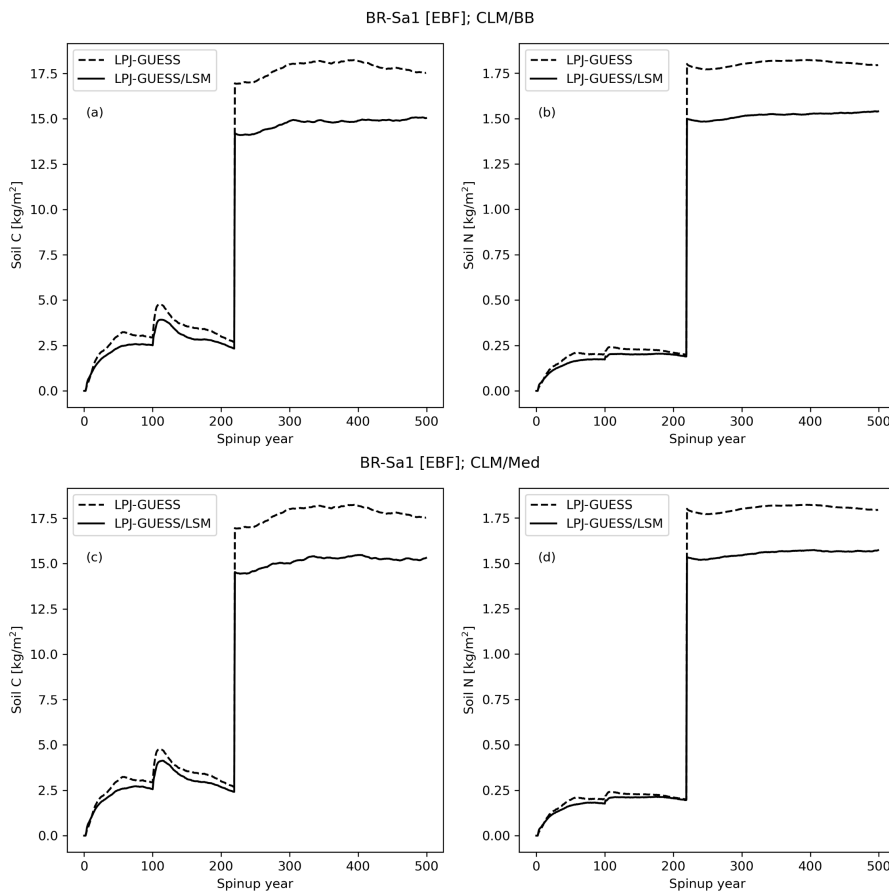 BR-Sa1 [EBF]; CLM/BB
LPJ-GUESS
LPJ-GUESS/LSM
(a)
17.5
15.0
12.5
10.0
7.5
5.0
2.5
0.0
Soil C [kg/m²]
0 100 200 300 400 500
Spinup year
LPJ-GUESS
LPJ-GUESS/LSM
(b)
1.75
1.50
1.25
1.00
0.75
0.50
0.25
0.00
Soil N [kg/m²]
0 100 200 300 400 500
Spinup year
BR-Sa1 [EBF]; CLM/Med
LPJ-GUESS
LPJ-GUESS/LSM
(c)
17.5
15.0
12.5
10.0
7.5
5.0
2.5
0.0
Soil C [kg/m²]
0 100 200 300 400 500
Spinup year
LPJ-GUESS
LPJ-GUESS/LSM
(d)
1.75
1.50
1.25
1.00
0.75
0.50
0.25
0.00
Soil N [kg/m²]
0 100 200 300 400 500
Spinup year